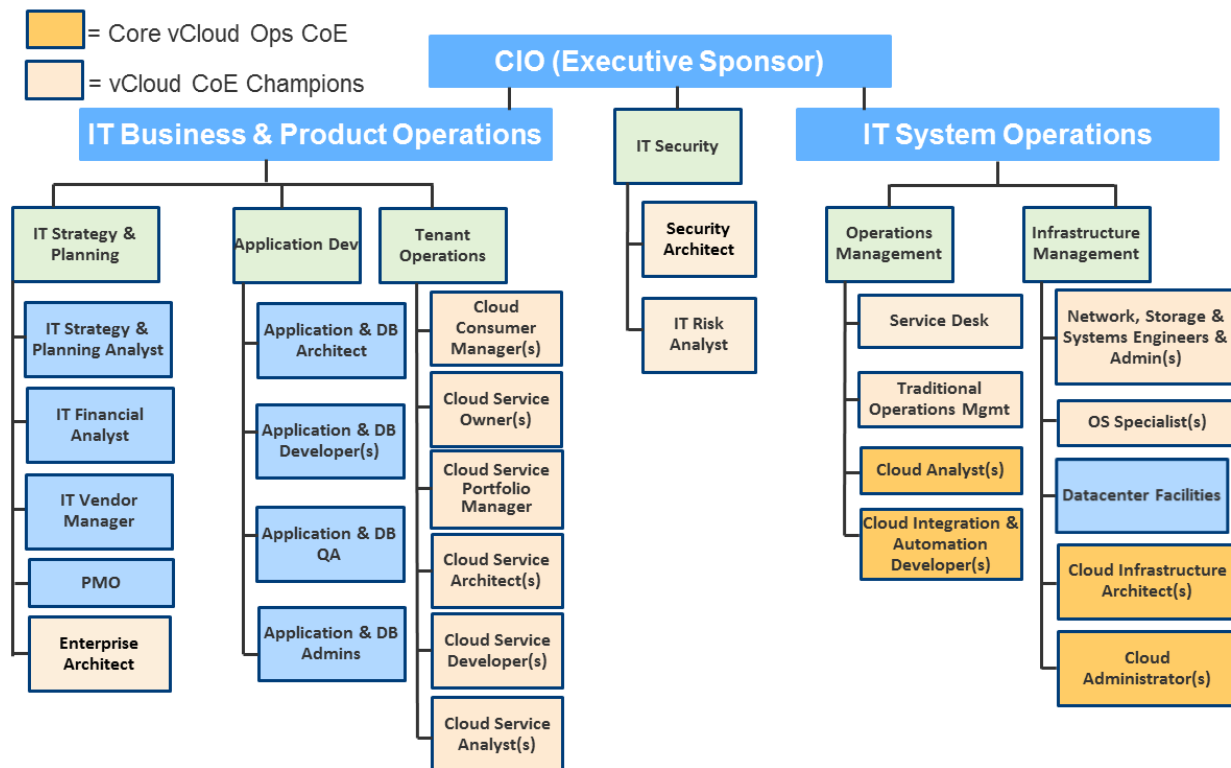 = Core vCloud Ops CoE
= vCloud CoE Champions
CIO (Executive Sponsor)
IT Business & Product Operations
IT Security
IT System Operations
IT Strategy &
Planning
Application Dev
Tenant
Operations
Operations
Management
Infrastructure
Management
IT Strategy &
Planning Analyst
IT Financial
Analyst
IT Vendor
Manager
PMO
Enterprise
Architect
Application & DB
Architect
Application & DB
Developer(s)
Application & DB
QA
Application & DB
Admins
Cloud
Consumer
Manager(s)
Cloud Service
Owner(s)
Cloud Service
Portfolio
Manager
Cloud Service
Architect(s)
Cloud Service
Developer(s)
Cloud Service
Analyst(s)
Security
Architect
IT Risk
Analyst
Service Desk
Traditional
Operations Mgmt
Cloud Analyst(s)
Cloud Integration &
Automation
Developer(s)
Network, Storage &
Systems Engineers &
Admin(s)
OS Specialist(s)
Datacenter Facilities
Cloud Infrastructure
Architect(s)
Cloud
Administrator(s)